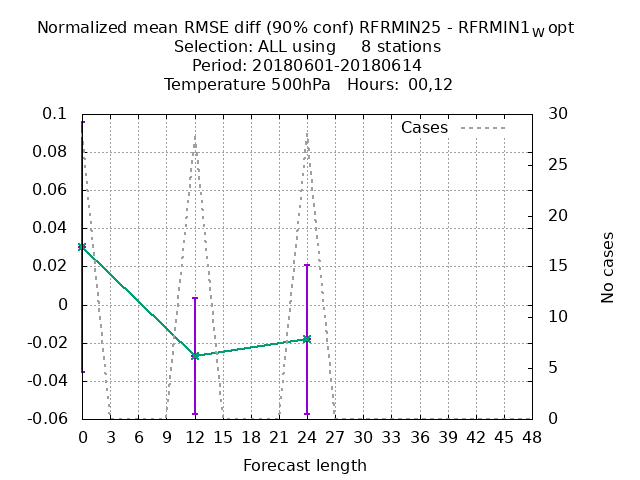 Normalized mean RMSE diff (90% conf) RFRMIN25 - RFRMIN1w opt
Selection: ALL using 8 stations
Period: 20180601-20180614
Temperature 500hPa Hours: 00,12
Cases
0.1
0.08
0.06
0.04
0.02
0
-0.02
-0.04
-0.06
30
25
20
15
10
5
0
No cases
0 3 6 9 12 15 18 21 24 27 30 33 36 39 42 45 48
Forecast length